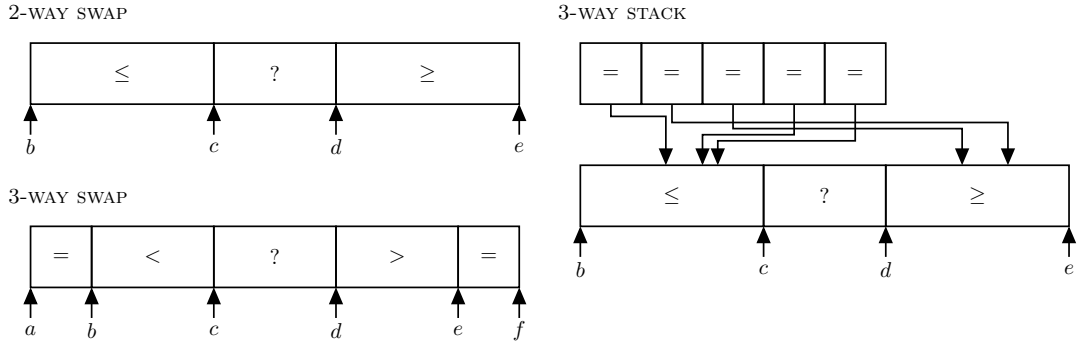 2-WAY SWAP
≤ ? ≥
b c d e
3-WAY SWAP
= < ? > =
a b c d e f
3-WAY STACK
= = = = =
≤ ? ≥
b c d e